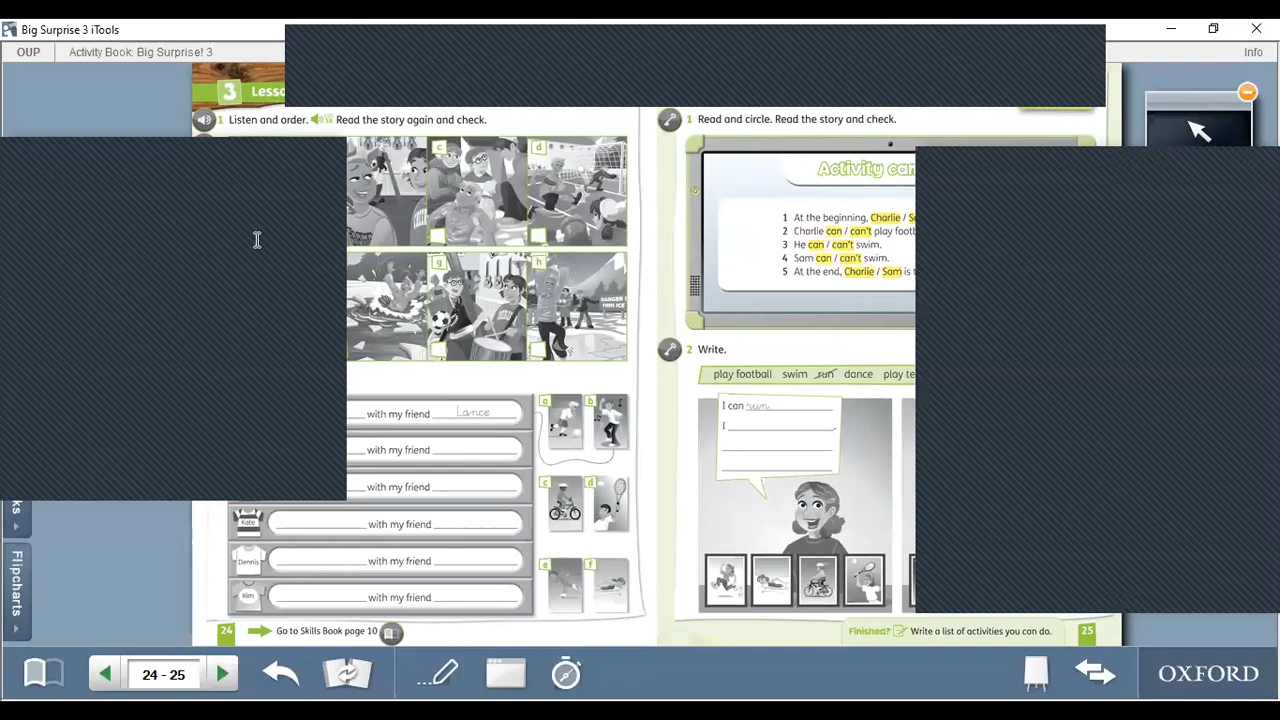 Big Surprise 3 iTools
OUP
Activity Book: Big Surprise! 3
Info
3
1 Listen and order. Read the story again and check.
c
d
g
h
DANGER!
THIN ICE
with my friend Lance
with my friend
with my friend
Kate with my friend
Dennis with my friend
Kim with my friend
a
b
c
d
e
f
24
Go to Skills Book page 10
1 Read and circle. Read the story and check.
Activity
1 At the beginning, Charlie /
2 Charlie can / can't play
3 He can / can't swim.
4 Sam can / can't swim.
5 At the end, Charlie / Sam is
2 Write.
play football swim run dance play
I can run.
I
Finished? Write a list of activities you can do.
25
Flipcharts
24 - 25
OXFORD